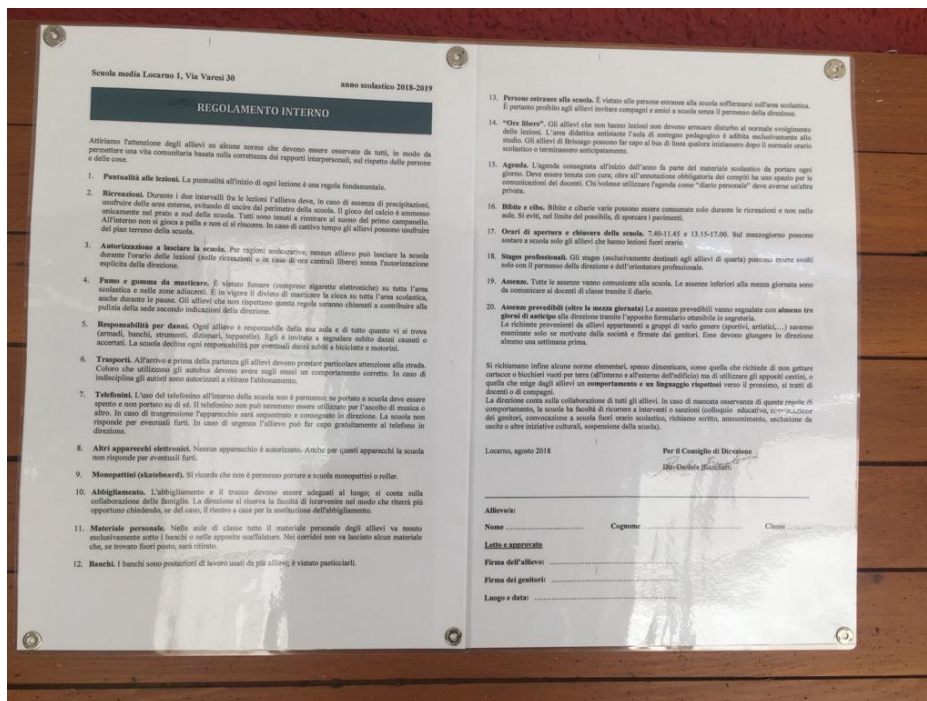 Scuola media Locarno 1, Via Varesi 30
anno scolastico 2018-2019
REGOLAMENTO INTERNO
Attiriamo l'attenzione degli allievi su alcune norme che devono essere osservate da tutti, in modo da
permettere una vita comunitaria basata sulla correttezza dei rapporti interpersonali, sul rispetto delle persone
e delle cose.
1. Puntualità alle lezioni. La puntualità all'inizio di ogni lezione è una regola fondamentale.
2. Ricreazioni. Durante i due intervalli fra le lezioni l'allievo deve, in caso di assenza di precipitazioni,
usufruire delle aree esterne, evitando di uscire dal perimetro della scuola. Il gioco del calcio è ammesso
unicamente nel prato a sud della scuola. Tutti sono tenuti a rientrare al suono del primo campanello.
All'interno non si gioca a palla e non ci si rincorre. In caso di cattivo tempo gli allievi possono usufruire
del pian terreno della scuola.
3. Autorizzazione a lasciare la scuola. Per ragioni assicurative, nessun allievo può lasciare la scuola
durante l'orario delle lezioni (nelle ricreazioni o in caso di ore centrali libere) senza l'autorizzazione
esplicita della direzione.
4. Fumo e gomma da masticare. È vietato fumare (comprese sigarette elettroniche) su tutta l'area
scolastica e nelle zone adiacenti. È in vigore il divieto di masticare la cicca su tutta l'area scolastica,
anche durante le pause. Gli allievi che non rispettano questa regola saranno chiamati a contribuire alla
pulizia della sede secondo indicazioni della direzione.
5. Responsabilità per danni. Ogni allievo è responsabile della sua aula e di tutto quanto vi si trova
(armadi, banchi, strumenti, dizionari, tapparelle). Egli è invitato a segnalare subito danni causati o
accertati. La scuola declina ogni responsabilità per eventuali danni subiti a biciclette e motorini.
6. Trasporti. All'arrivo e prima della partenza gli allievi devono prestare particolare attenzione alla strada.
Coloro che utilizzano gli autobus devono avere sugli stessi un comportamento corretto. In caso di
indisciplina gli autisti sono autorizzati a ritirare l'abbonamento.
7. Telefonini. L'uso del telefonino all'interno della scuola non è permesso; se portato a scuola deve essere
spento e non portato su di sé. Il telefonino non può nemmeno essere utilizzato per l'ascolto di musica o
altro. In caso di trasgressione l'apparecchio sarà sequestrato e consegnato in direzione. La scuola non
risponde per eventuali furti. In caso di urgenza l'allievo può far capo gratuitamente al telefono in
direzione.
8. Altri apparecchi elettronici. Nessun apparecchio è autorizzato. Anche per questi apparecchi la scuola
non risponde per eventuali furti.
9. Monopattini (skateboard). Si ricorda che non è permesso portare a scuola monopattini o roller.
10. Abbigliamento. L'abbigliamento e il trucco devono essere adeguati al luogo; si conta sulla
collaborazione delle famiglie. La direzione si riserva la facoltà di intervenire nel modo che riterrà più
opportuno chiedendo, se del caso, il rientro a casa per la sostituzione dell'abbigliamento.
11. Materiale personale. Nelle aule di classe tutto il materiale personale degli allievi va tenuto
esclusivamente sotto i banchi o nelle apposite scaffalature. Nei corridoi non va lasciato alcun materiale
che, se trovato fuori posto, sarà ritirato.
12. Banchi. I banchi sono postazioni di lavoro usati da più allievi; è vietato pasticciarli.
13. Persone estranee alla scuola. È vietato alle persone estranee alla scuola soffermarsi sull'area scolastica.
È pertanto proibito agli allievi invitare compagni e amici a scuola senza il permesso della direzione.
14. "Ore libere". Gli allievi che non hanno lezioni non devono arrecare disturbo al normale svolgimento
delle lezioni. L'area didattica antistante l'aula di sostegno pedagogico è adibita esclusivamente allo
studio. Gli allievi di Brissago possono far capo al bus di linea qualora iniziassero dopo il normale orario
scolastico o terminassero anticipatamente.
15. Agenda. L'agenda consegnata all'inizio dell'anno fa parte del materiale scolastico da portare ogni
giorno. Deve essere tenuta con cura; oltre all'annotazione obbligatoria dei compiti ha uno spazio per le
comunicazioni dei docenti. Chi volesse utilizzare l'agenda come "diario personale" deve averne un'altra
privata.
16. Bibite e cibo. Bibite e cibarie varie possono essere consumate solo durante le ricreazioni e non nelle
aule. Si eviti, nel limite del possibile, di sporcare i pavimenti.
17. Orari di apertura e chiusura della scuola. 7.40-11.45 e 13.15-17.00. Sul mezzogiorno possono
sostare a scuola solo gli allievi che hanno lezioni fuori orario.
18. Stages professionali. Gli stages (esclusivamente destinati agli allievi di quarta) possono essere svolti
solo con il permesso della direzione e dell'orientatore professionale.
19. Assenze. Tutte le assenze vanno comunicate alla scuola. Le assenze inferiori alla mezza giornata sono
da comunicare ai docenti di classe tramite il diario.
20. Assenze prevedibili (oltre la mezza giornata) Le assenze prevedibili vanno segnalate con almeno tre
giorni di anticipo alla direzione tramite l'apposito formulario ottenibile in segreteria.
Le richieste provenienti da allievi appartenenti a gruppi di vario genere (sportivi, artistici,...) saranno
esaminate solo se motivate dalla società e firmate dai genitori. Esse devono giungere in direzione
almeno una settimana prima.
Si richiamano infine alcune norme elementari, spesso dimenticate, come quella che richiede di non gettare
cartacce o bicchieri vuoti per terra (all'interno e all'esterno dell'edificio) ma di utilizzare gli appositi cestini, o
quella che esige dagli allievi un comportamento e un linguaggio rispettosi verso il prossimo, si tratti di
docenti o di compagni.
La direzione conta sulla collaborazione di tutti gli allievi. In caso di mancata osservanza di queste regole di
comportamento, la scuola ha facoltà di ricorrere a interventi o sanzioni (colloquio educativo, convocazione
dei genitori, convocazione a scuola fuori orario scolastico, richiamo scritto, ammonimento, esclusione da
uscite o altre iniziative culturali, sospensione dalla scuola).
Locarno, agosto 2018
Per il Consiglio di Direzione
Dir. Daniele Bianchetti
Allievo/a:
Nome .......................... Cognome .......................... Classe ..........
Letto e approvato
Firma dell'allievo: ..........................
Firma dei genitori: ..........................
Luogo e data: ..........................